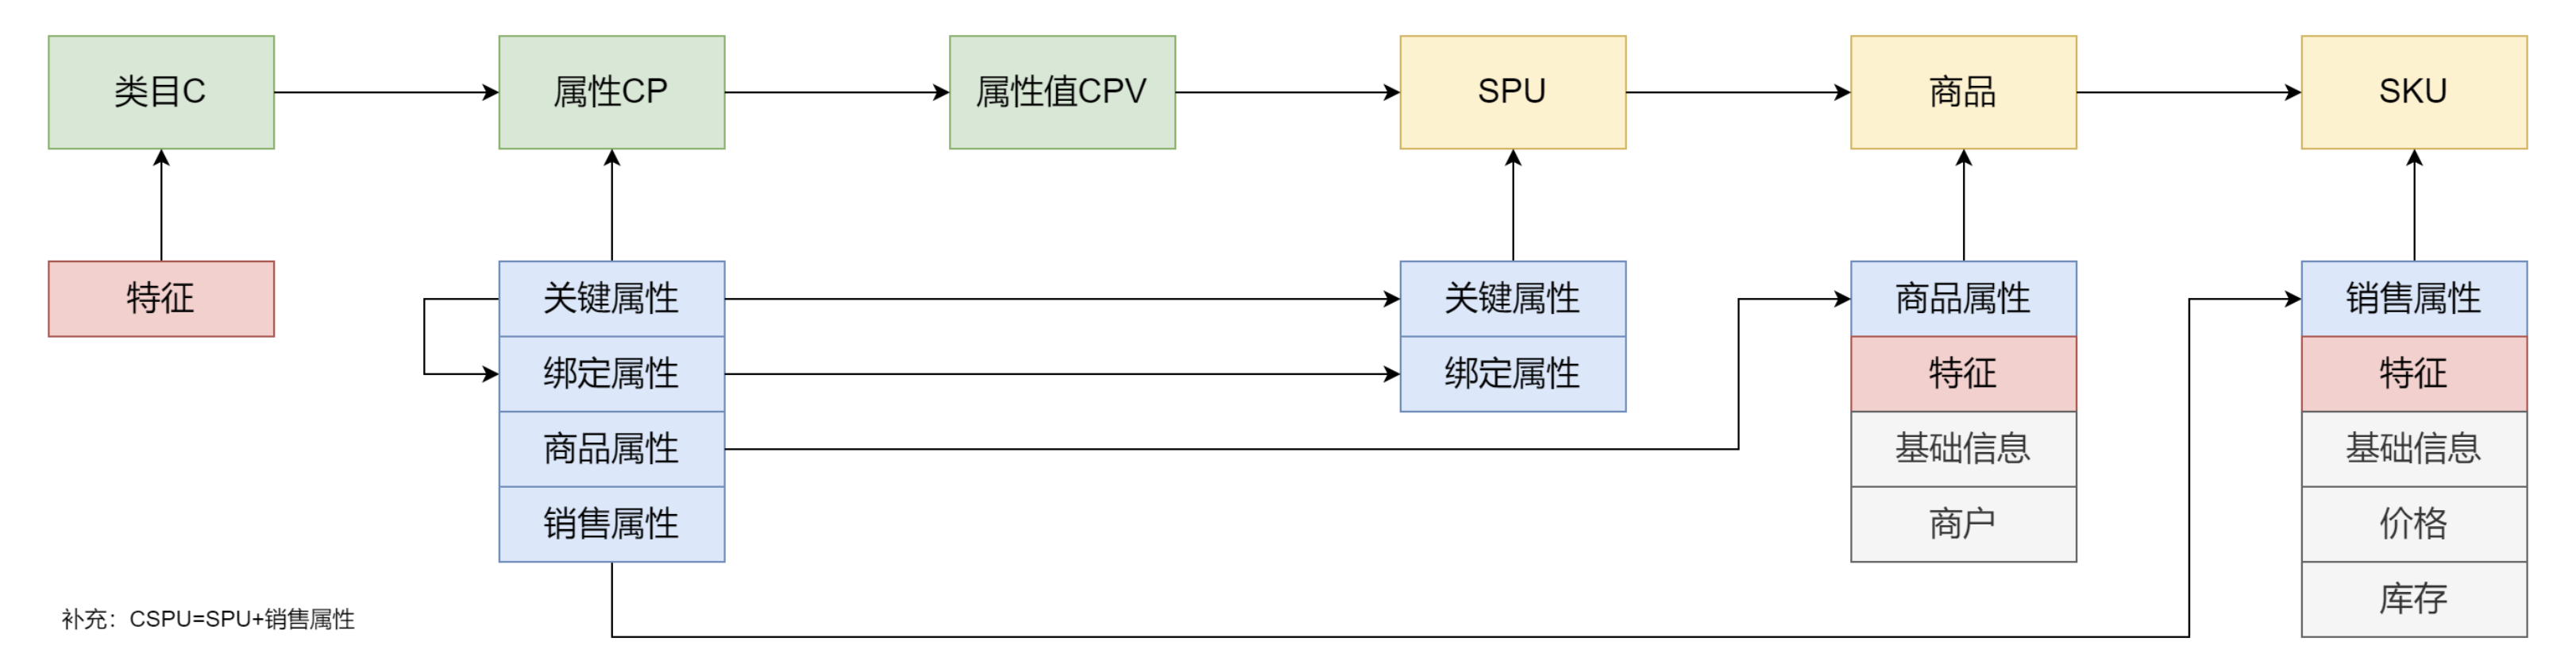 类目C
属性CP
属性值CPV
SPU
商品
SKU
特征
关键属性
绑定属性
商品属性
销售属性
关键属性
绑定属性
商品属性
特征
基础信息
商户
销售属性
特征
基础信息
价格
库存
补充：CSPU=SPU+销售属性